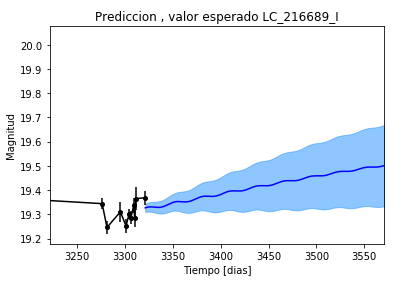 Prediccion , valor esperado LC_216689_I
Magnitud
20.0
19.9
19.8
19.7
19.6
19.5
19.4
19.3
19.2
3250 3300 3350 3400 3450 3500 3550
Tiempo [dias]